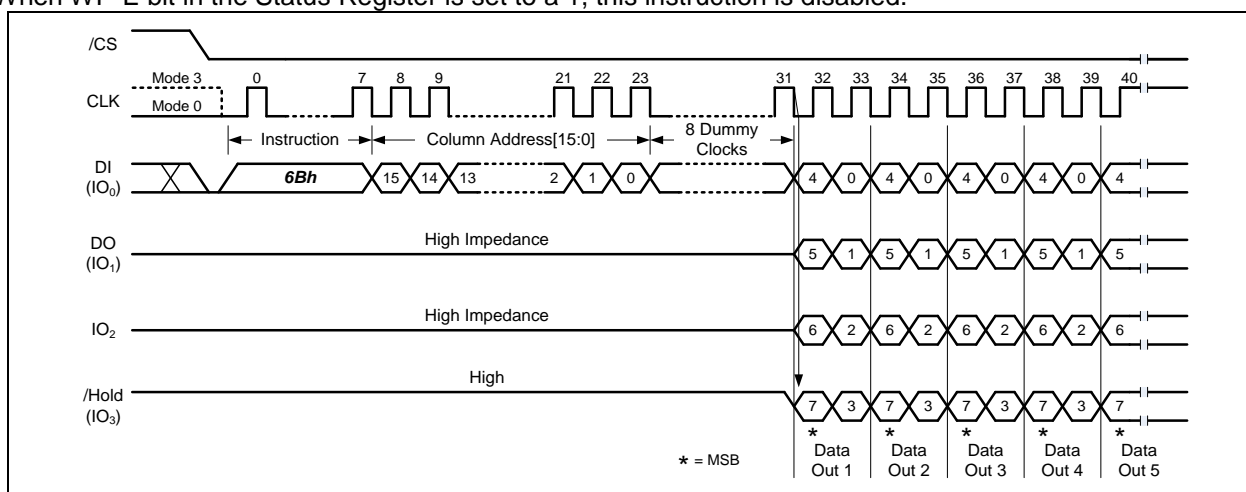 When WP-E bit in the Status Register is set to a 1, this instruction is disabled.
/CS
Mode 3 0 7 8 9 21 22 23 31 32 33 34 35 36 37 38 39 40
CLK
Mode 0
Instruction Column Address[15:0] 8 Dummy
Clocks
DI
(IO₀)
6Bh 15 14 13 2 1 0 4 0 4 0 4 0 4 0 4
DO
(IO₁)
High Impedance 5 1 5 1 5 1 5 1 5
IO₂
High Impedance 6 2 6 2 6 2 6 2 6
/Hold
(IO₃)
High 7 3 7 3 7 3 7 3 7
* * * * *
* = MSB
Data Data Data Data Data
Out 1 Out 2 Out 3 Out 4 Out 5